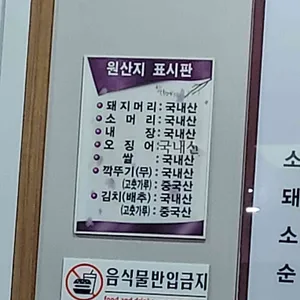 원산지 표시판
• 돼지머리 : 국내산
• 소머리 : 국내산
• 내장 : 국내산
• 오징어 : 국내산
• 쌀 : 국내산
• 깍뚜기(무) : 국내산
(고춧가루) : 중국산
• 김치(배추) : 국내산
(고춧가루) : 중국산
음식물반입금지
소
돼
소
순